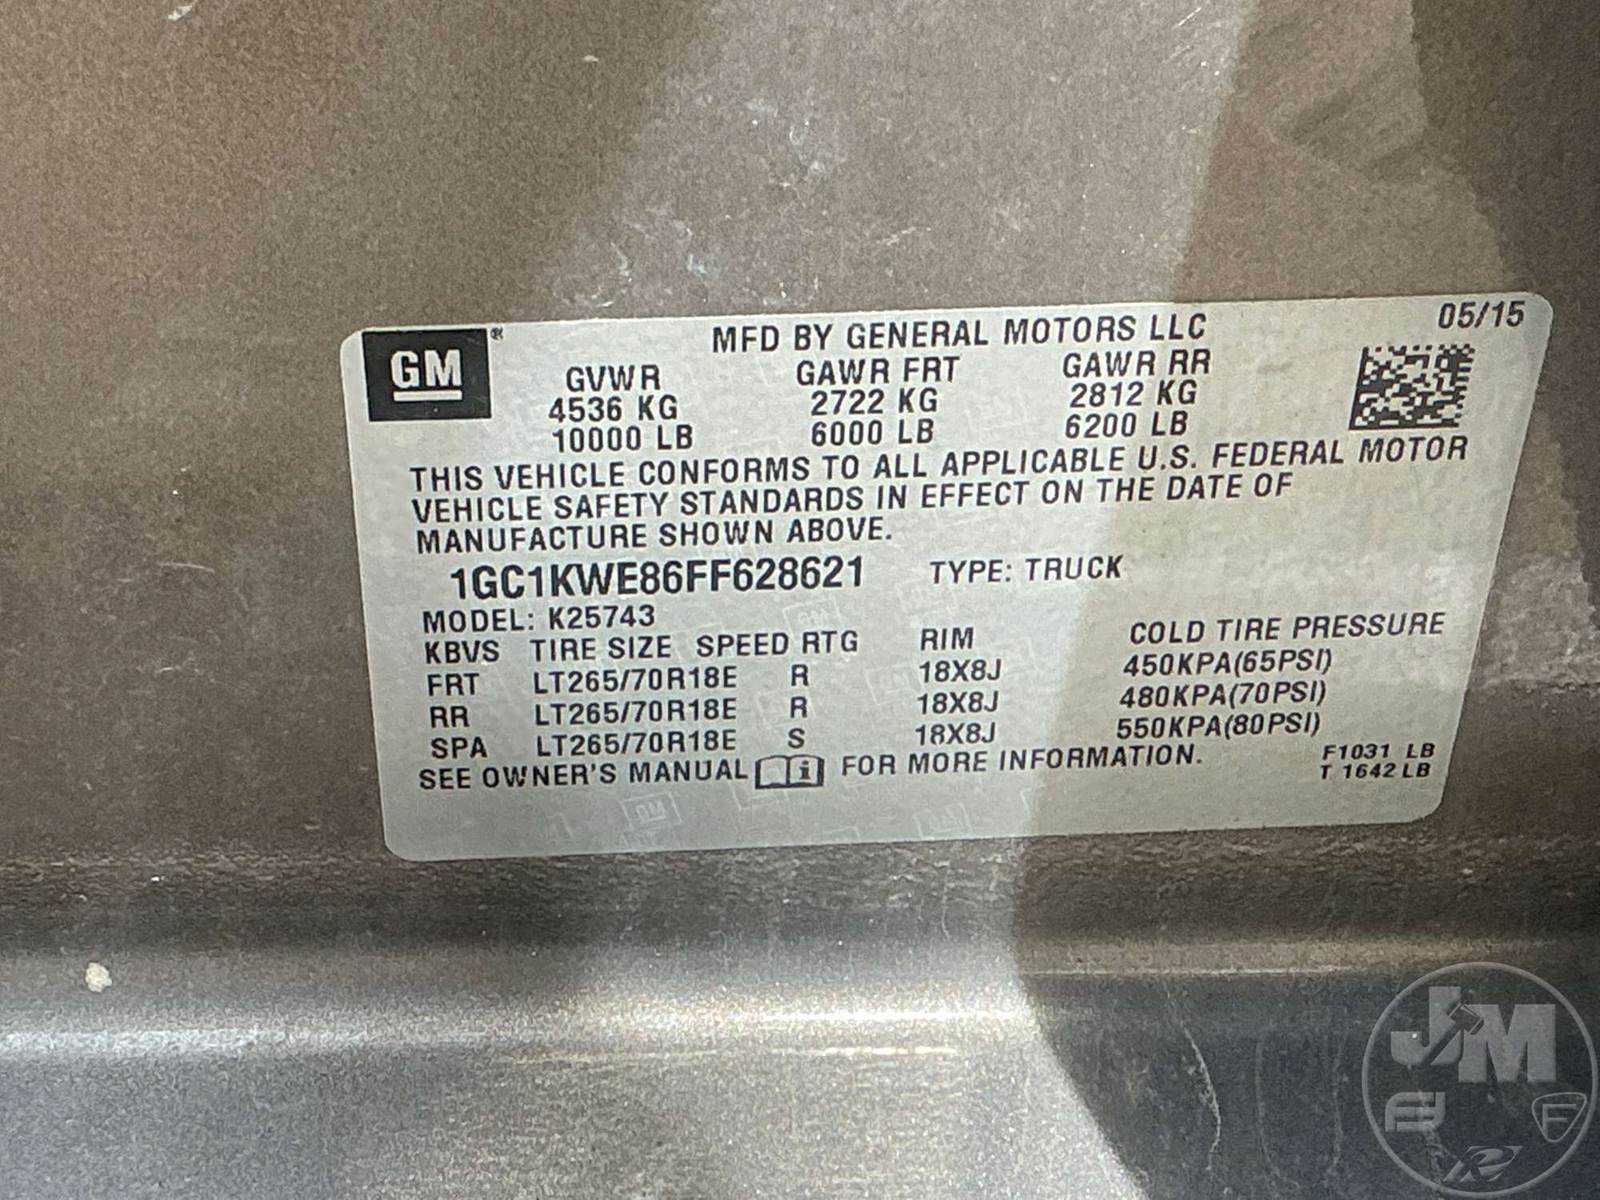 GM®
MFD BY GENERAL MOTORS LLC 05/15
GVWR GAWR FRT GAWR RR
4536 KG 2722 KG 2812 KG
10000 LB 6000 LB 6200 LB
THIS VEHICLE CONFORMS TO ALL APPLICABLE U.S. FEDERAL MOTOR
VEHICLE SAFETY STANDARDS IN EFFECT ON THE DATE OF
MANUFACTURE SHOWN ABOVE.
1GC1KWE86FF628621 TYPE: TRUCK
MODEL: K25743
KBVS TIRE SIZE SPEED RTG RIM COLD TIRE PRESSURE
FRT LT265/70R18E R 18X8J 450KPA(65PSI)
RR LT265/70R18E R 18X8J 480KPA(70PSI)
SPA LT265/70R18E S 18X8J 550KPA(80PSI)
SEE OWNER'S MANUAL i FOR MORE INFORMATION.
F1031 LB
T 1642 LB
GM
JM
F
R